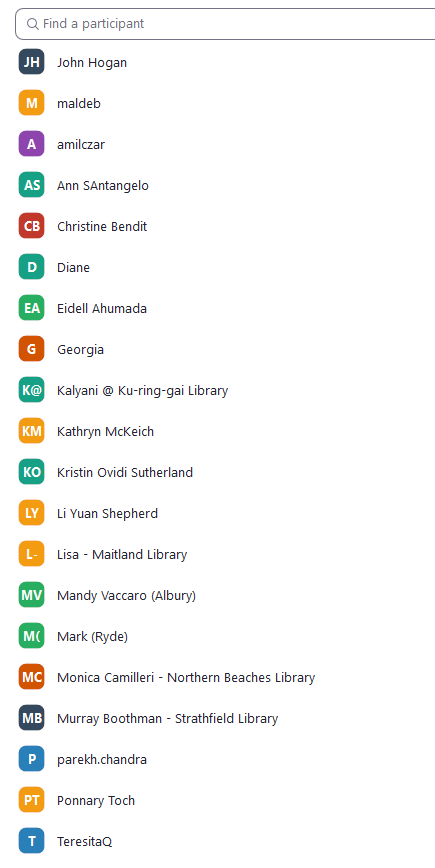 Find a participant
JH John Hogan
M maldeb
A amilczar
AS Ann SAntangelo
CB Christine Bendit
D Diane
EA Eidell Ahumada
G Georgia
K@ Kalyani @ Ku-ring-gai Library
KM Kathryn McKeich
KO Kristin Ovidi Sutherland
LY Li Yuan Shepherd
L- Lisa - Maitland Library
MV Mandy Vaccaro (Albury)
M( Mark (Ryde)
MC Monica Camilleri - Northern Beaches Library
MB Murray Boothman - Strathfield Library
P parekh.chandra
PT Ponnary Toch
T TeresitaQ